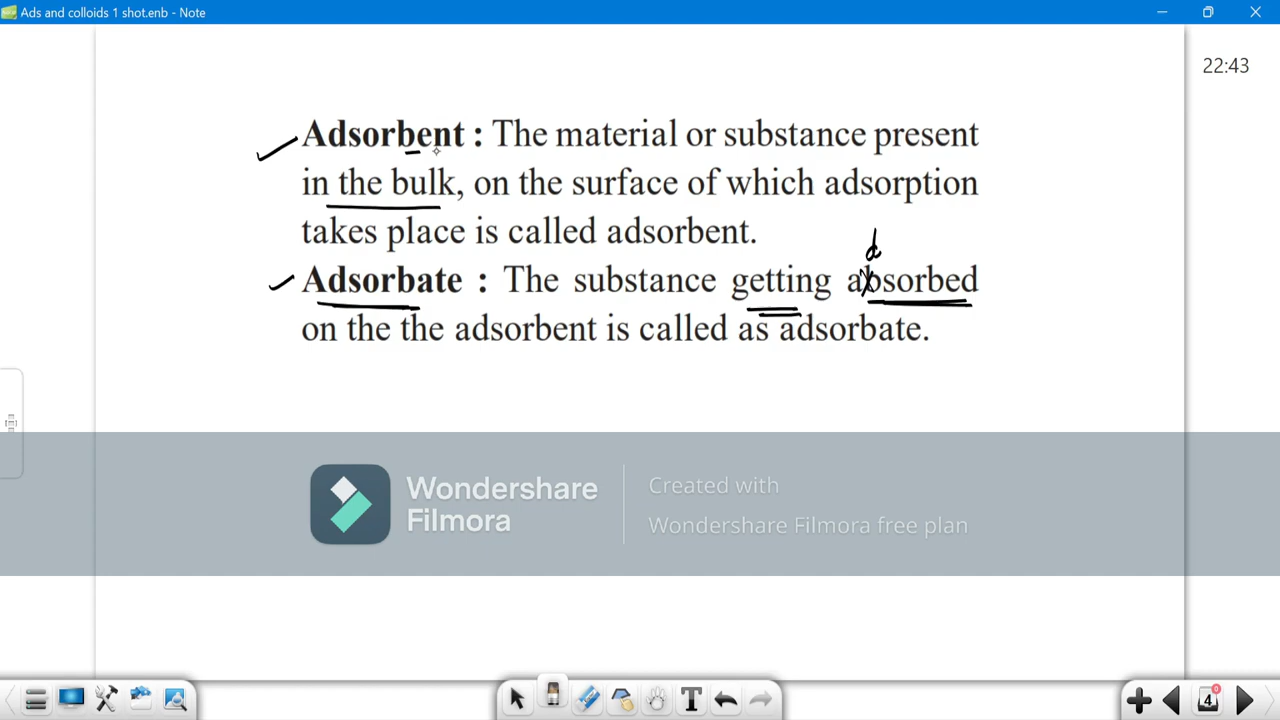 Ads and colloids 1 shot.enb - Note
22:43
Adsorbent : The material or substance present
in the bulk, on the surface of which adsorption
takes place is called adsorbent.
d
Adsorbate : The substance getting absorbed
on the the adsorbent is called as adsorbate.
Wondershare
Filmora
Created with
Wondershare Filmora free plan
T
4
0